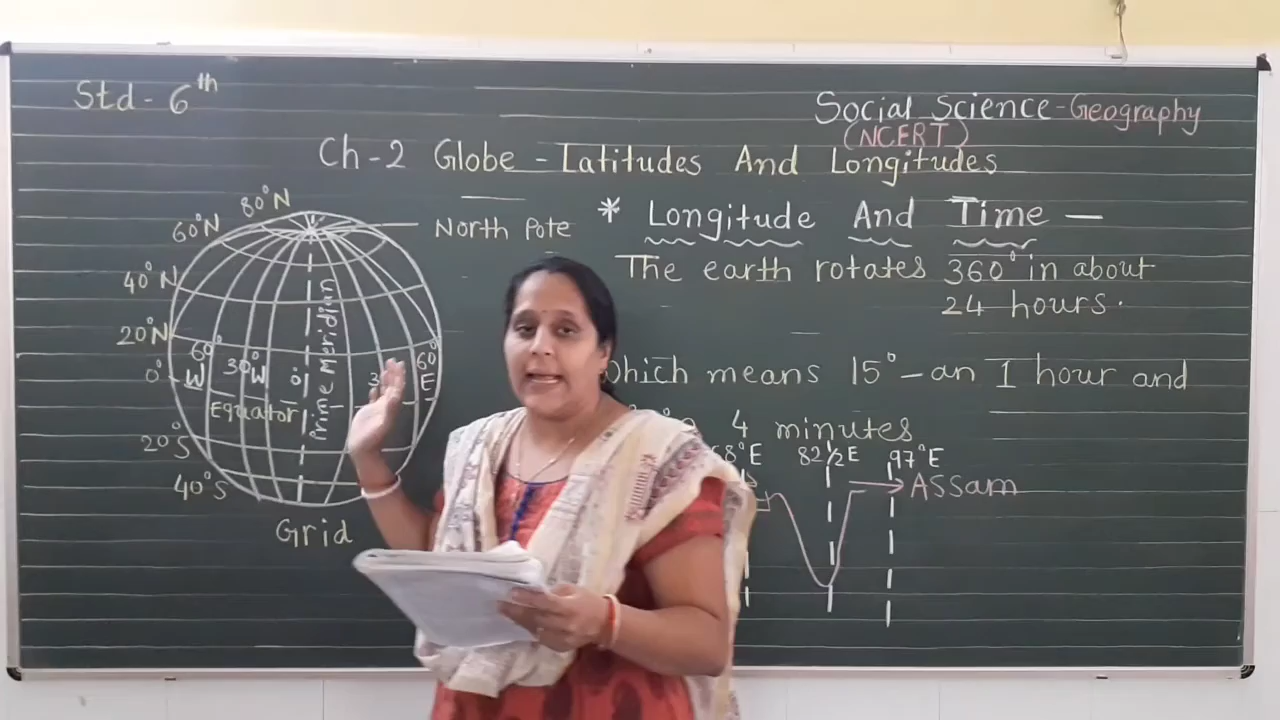 Std - 6th
Social Science - Geography
(NCERT)
Ch-2 Globe - Latitudes And Longitudes
80°N
60°N
North Pole
* Longitude And Time —
40°N
The earth rotates 360° in about
24 hours.
20°N
60°
W
30°W
0°
Prime Meridian
60°
E
0°
Which means 15° — an 1 hour and
Equator
4 minutes
20°S
68°E 82½E 97°E
40°S
Assam
Grid